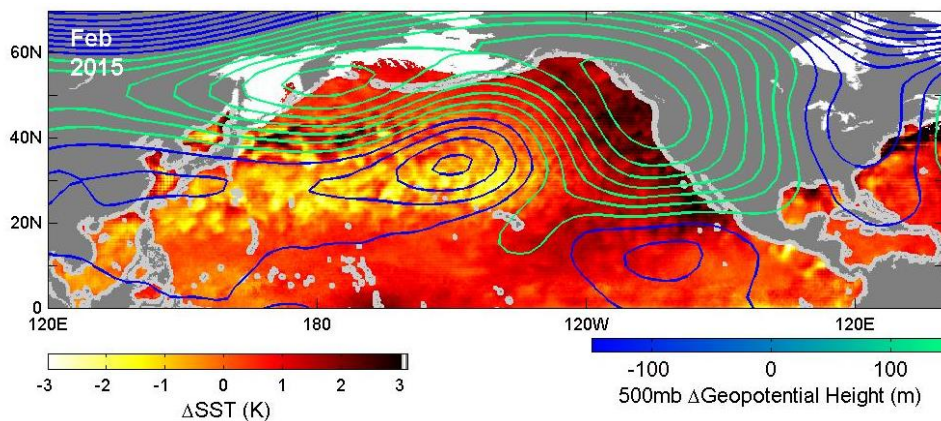 Feb
2015
60N
40N
20N
0
120E
180
120W
120E
-3
-2
-1
0
1
2
3
ΔSST (K)
-100
0
100
500mb ΔGeopotential Height (m)